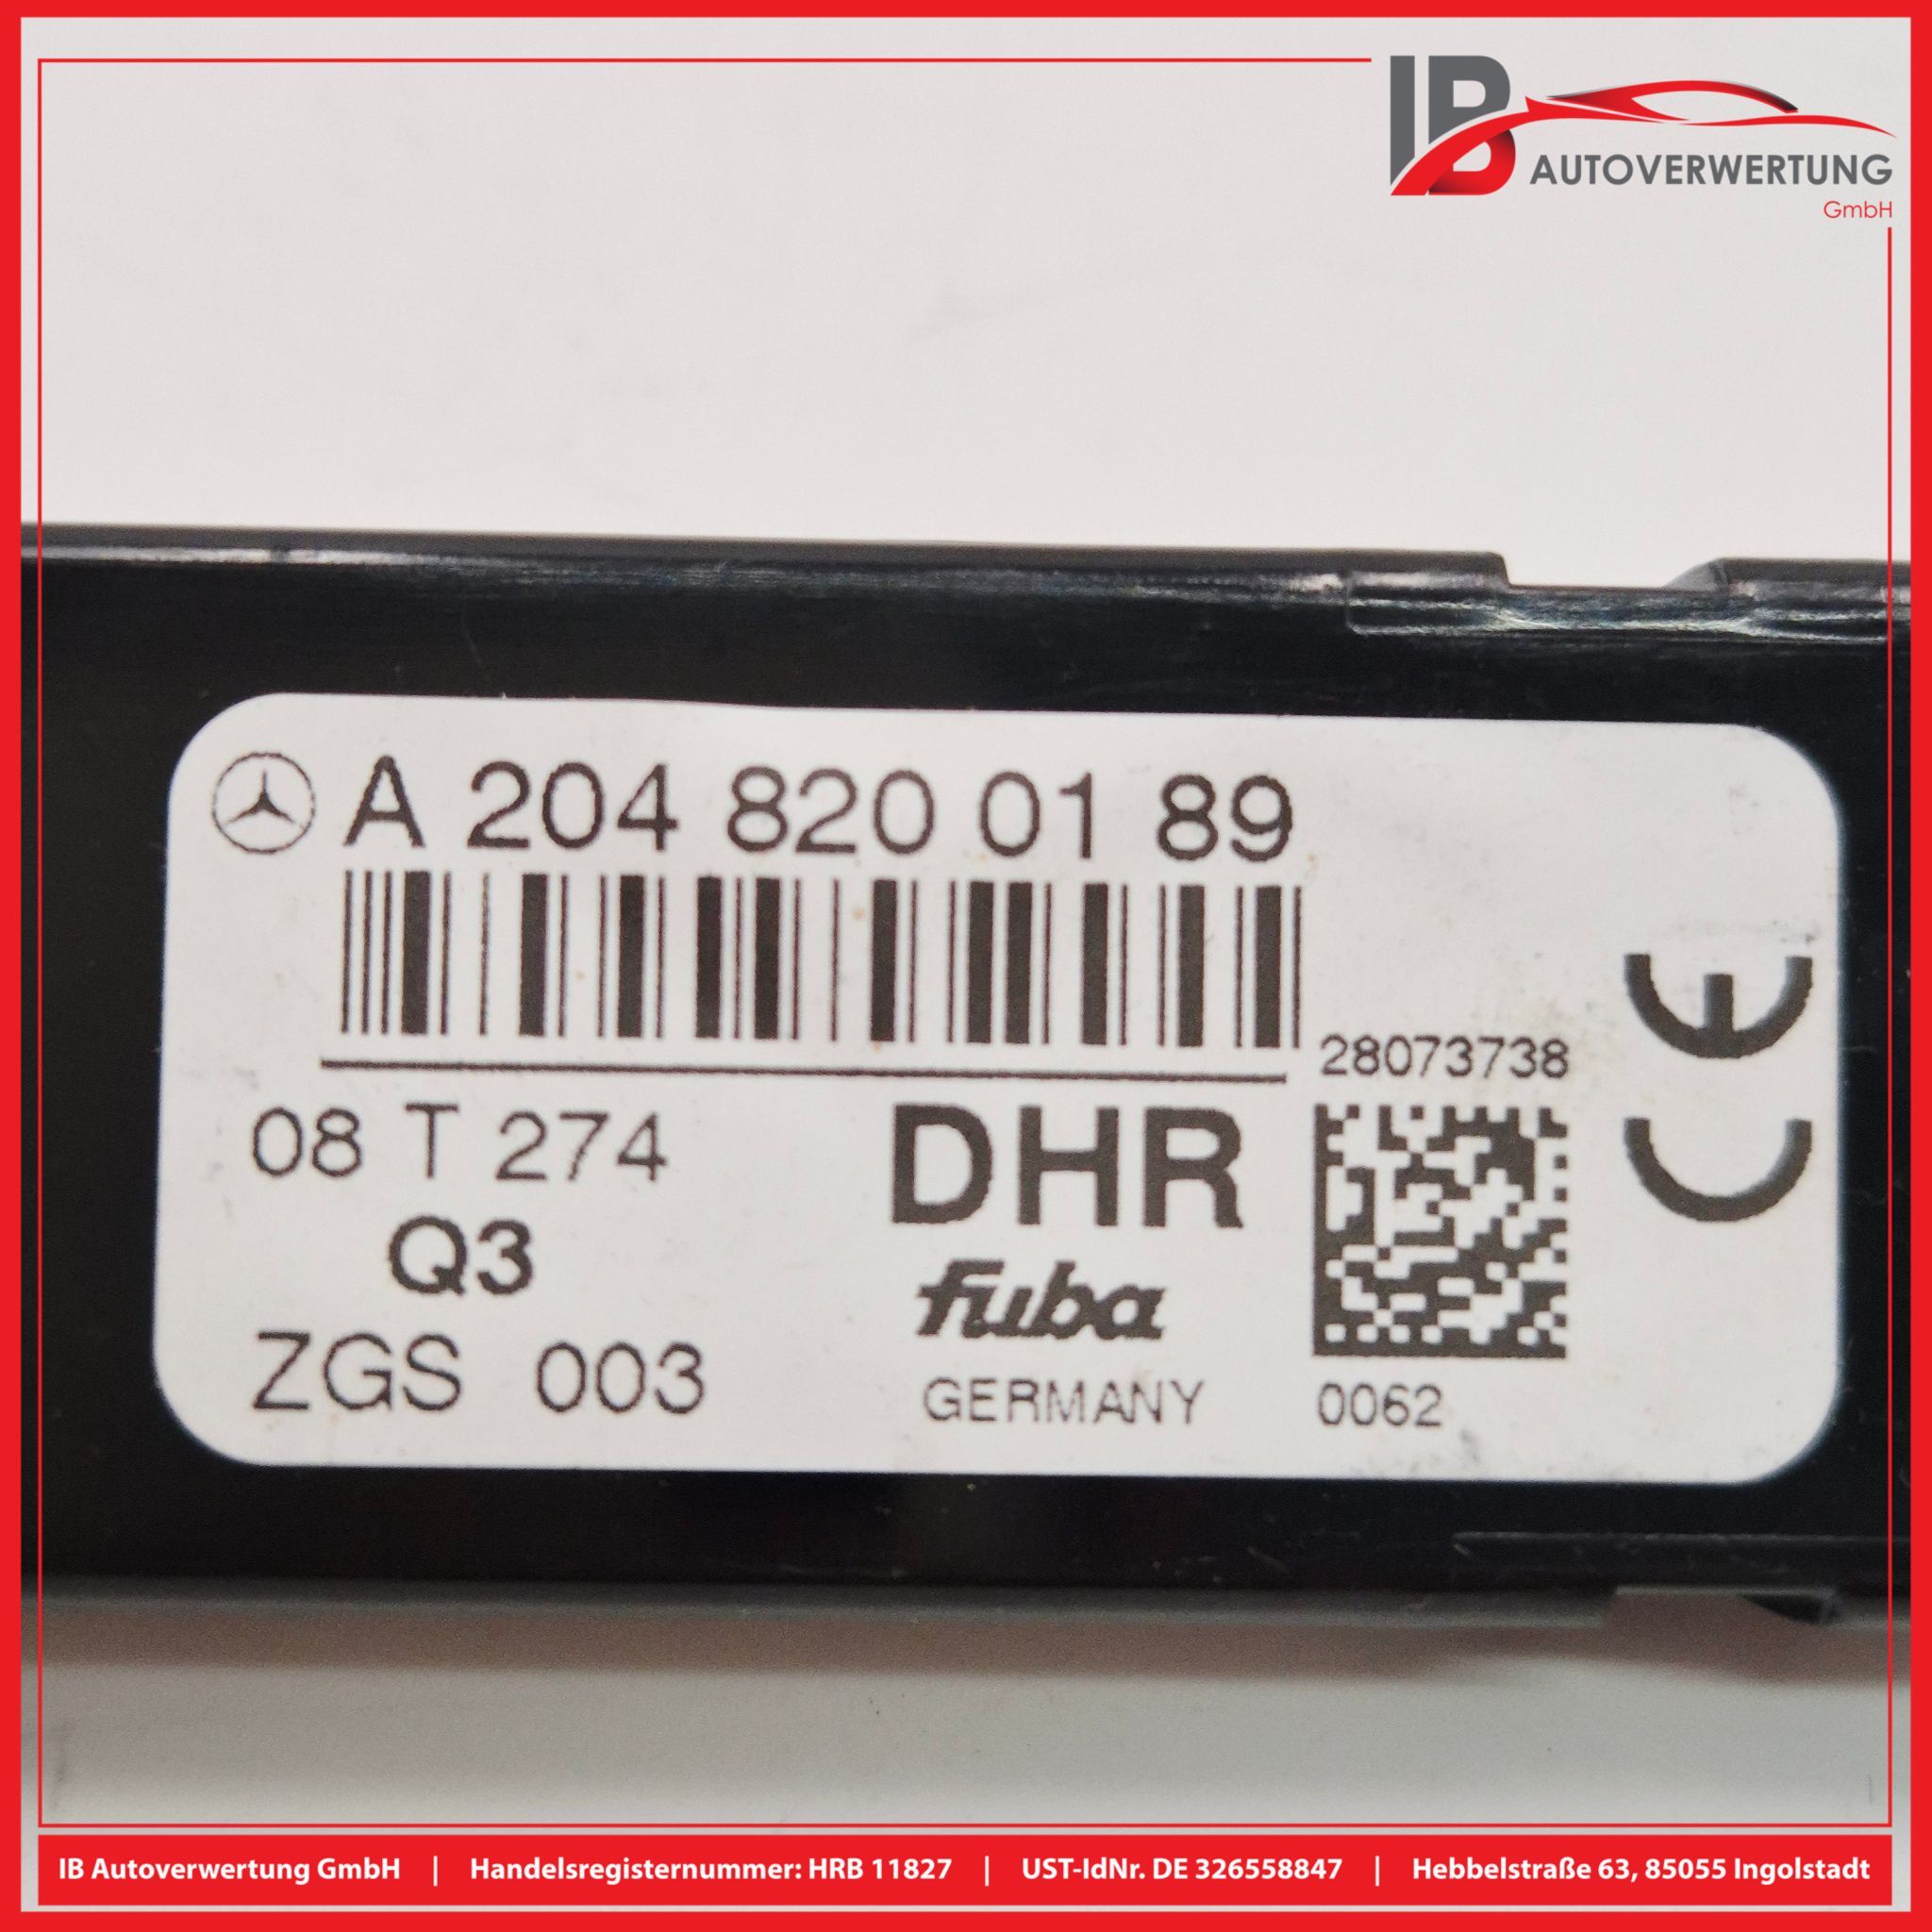 IB AUTOVERWERTUNG
GmbH
A 204 820 01 89
28073738
08 T 274
DHR
Q3
fuba
ZGS 003
GERMANY
0062
CE
IB Autoverwertung GmbH | Handelsregisternummer: HRB 11827 | UST-IdNr. DE 326558847 | Hebbelstraße 63, 85055 Ingolstadt